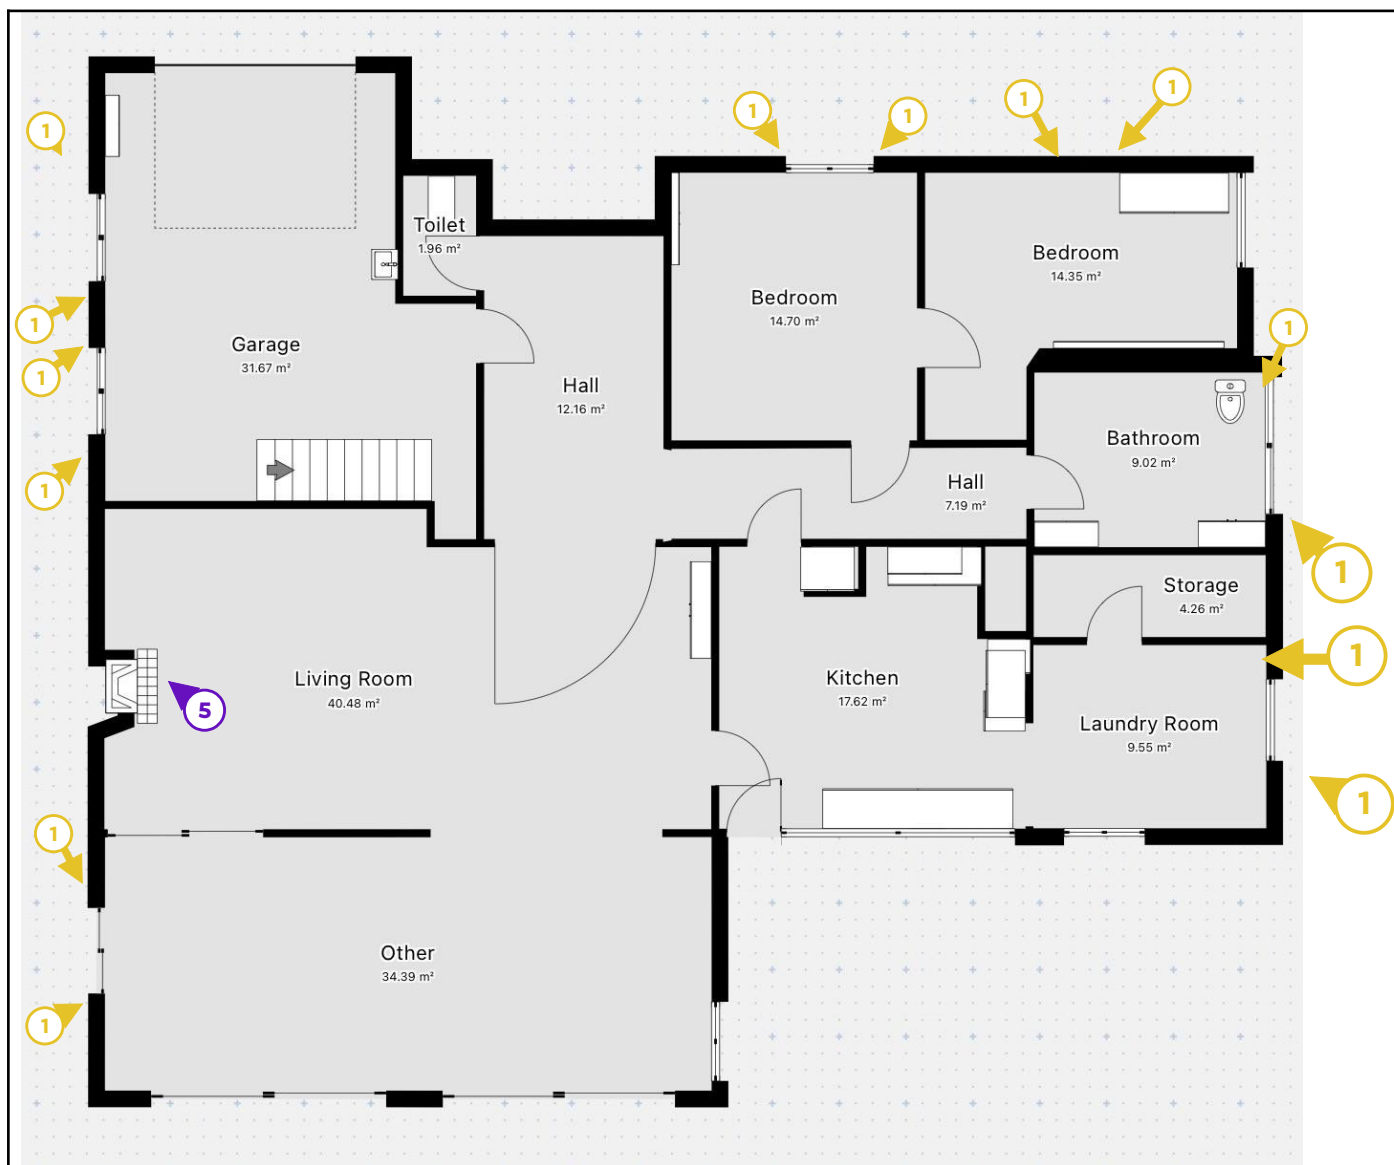 1
1
1
1
1
Toilet
1.96 m²
Bedroom
14.35 m²
Bedroom
14.70 m²
1
1
Garage
31.67 m²
1
Hall
12.16 m²
Bathroom
9.02 m²
1
Hall
7.19 m²
1
Storage
4.26 m²
1
Living Room
40.48 m²
Kitchen
17.62 m²
5
Laundry Room
9.55 m²
1
1
Other
34.39 m²
1